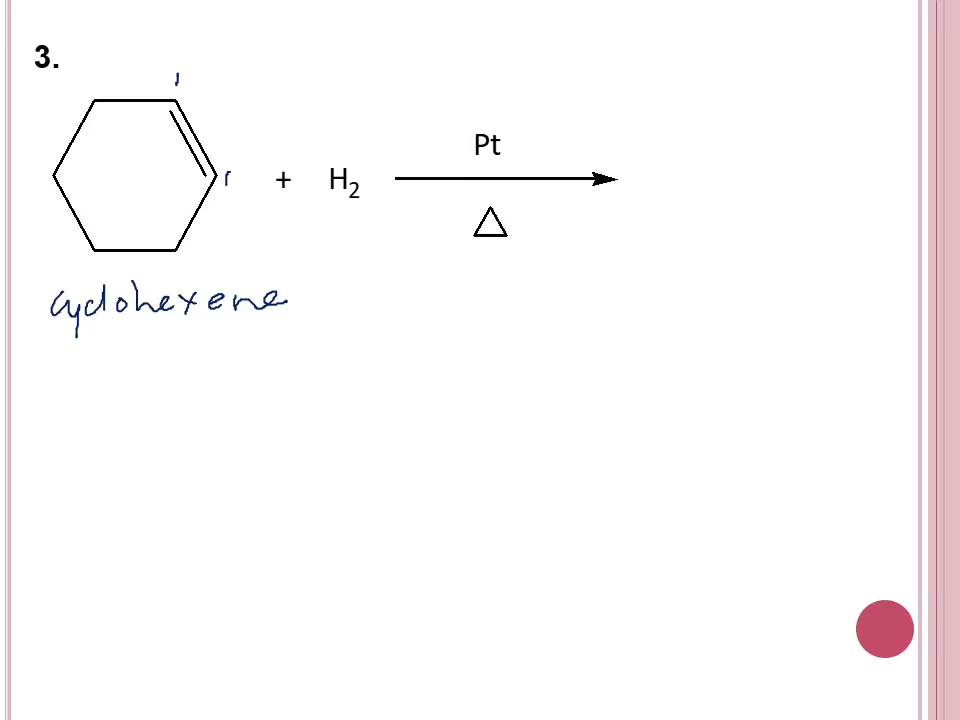 3.
Pt
+ H₂
△
cyclohexene